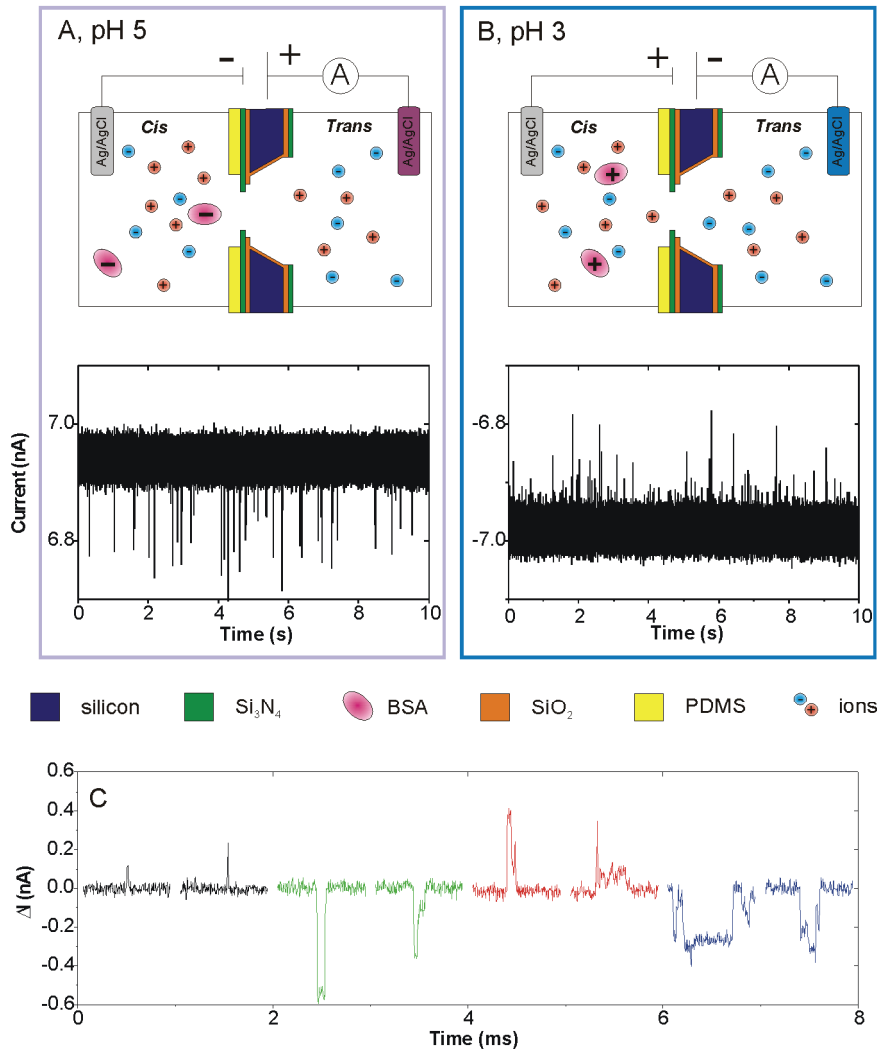 A, pH 5
- +
A
Ag/AgCl
Cis
Trans
Ag/AgCl
Current (nA)
7.0
6.8
0 2 4 6 8 10
Time (s)
B, pH 3
+ -
A
Ag/AgCl
Cis
Trans
Ag/AgCl
-6.8
-7.0
0 2 4 6 8 10
Time (s)
silicon
Si₃N₄
BSA
SiO₂
PDMS
ions
C
ΔI (nA)
0.6
0.4
0.2
0.0
-0.2
-0.4
-0.6
0 2 4 6 8
Time (ms)